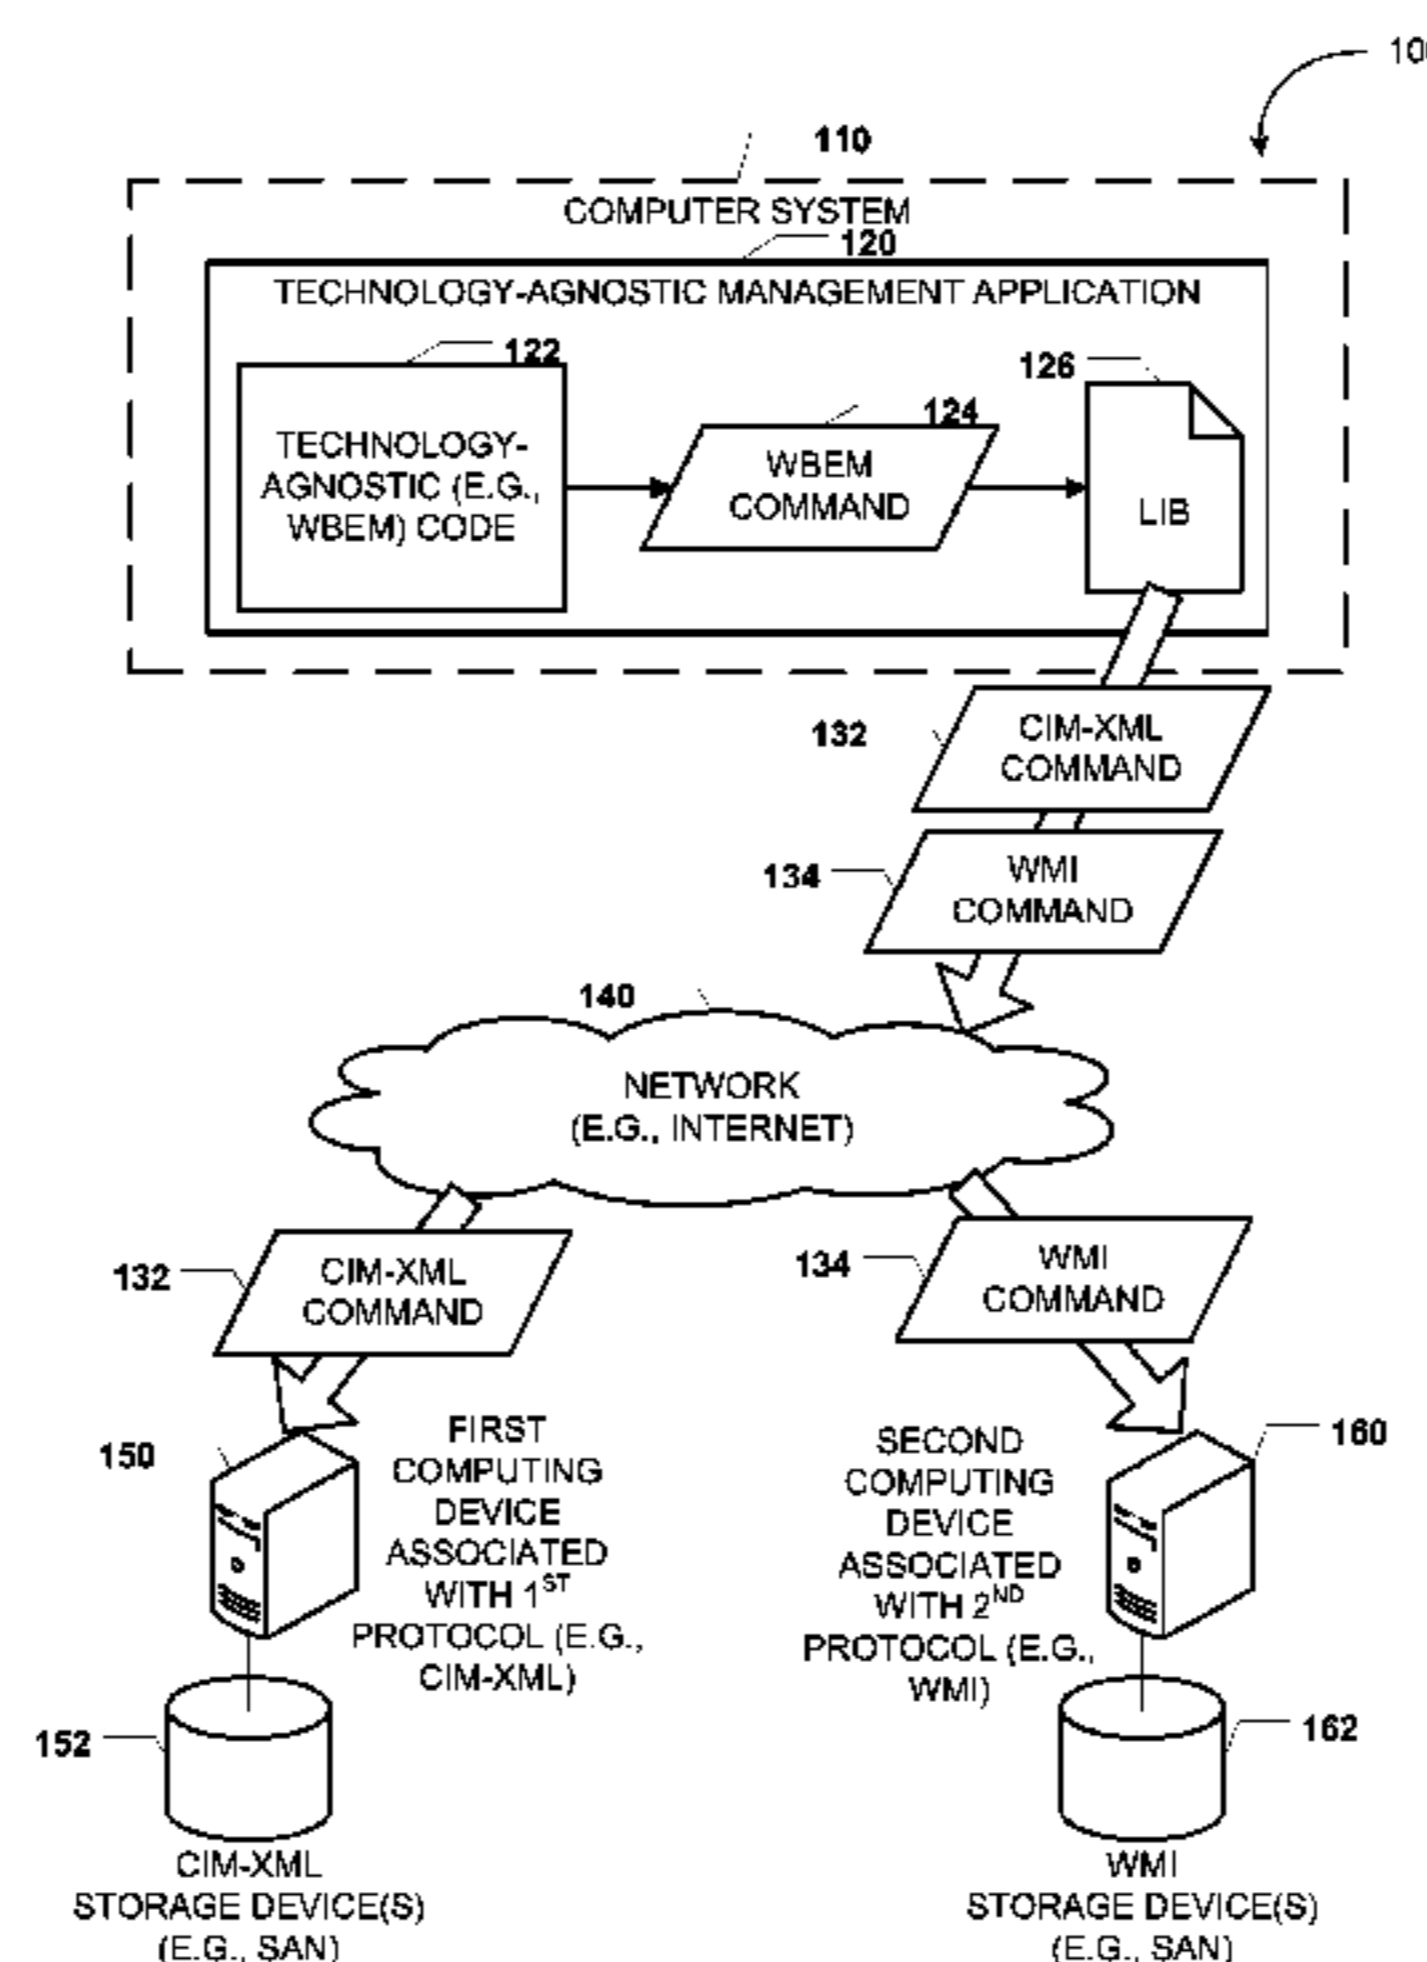 110
COMPUTER SYSTEM
120
TECHNOLOGY-AGNOSTIC MANAGEMENT APPLICATION
122
126
124
TECHNOLOGY-
AGNOSTIC (E.G.,
WBEM) CODE
WBEM
COMMAND
LIB
132
CIM-XML
COMMAND
134
WMI
COMMAND
140
NETWORK
(E.G., INTERNET)
132
CIM-XML
COMMAND
134
WMI
COMMAND
150
FIRST
COMPUTING
DEVICE
ASSOCIATED
WITH 1ST
PROTOCOL (E.G.,
CIM-XML)
SECOND
COMPUTING
DEVICE
ASSOCIATED
WITH 2ND
PROTOCOL (E.G.,
WMI)
160
152
162
CIM-XML
STORAGE DEVICE(S)
(E.G., SAN)
WMI
STORAGE DEVICE(S)
(E.G., SAN)